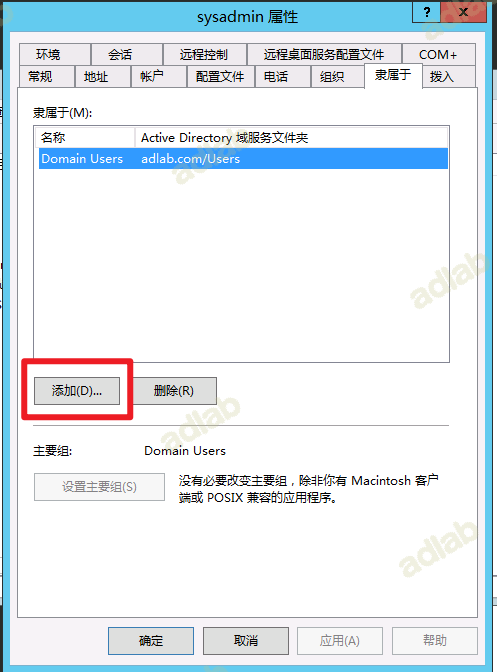 sysadmin 属性
?
x
环境 会话 远程控制 远程桌面服务配置文件 COM+
常规 地址 帐户 配置文件 电话 组织 隶属于 拨入
隶属于(M):
名称 Active Directory 域服务文件夹
Domain Users adlab.com/Users
添加(D)... 删除(R)
主要组: Domain Users
设置主要组(S)
没有必要改变主要组，除非你有 Macintosh 客户
端或 POSIX 兼容的应用程序。
确定 取消 应用(A) 帮助
adlab
adlab
adlab
adlab
adlab
adlab